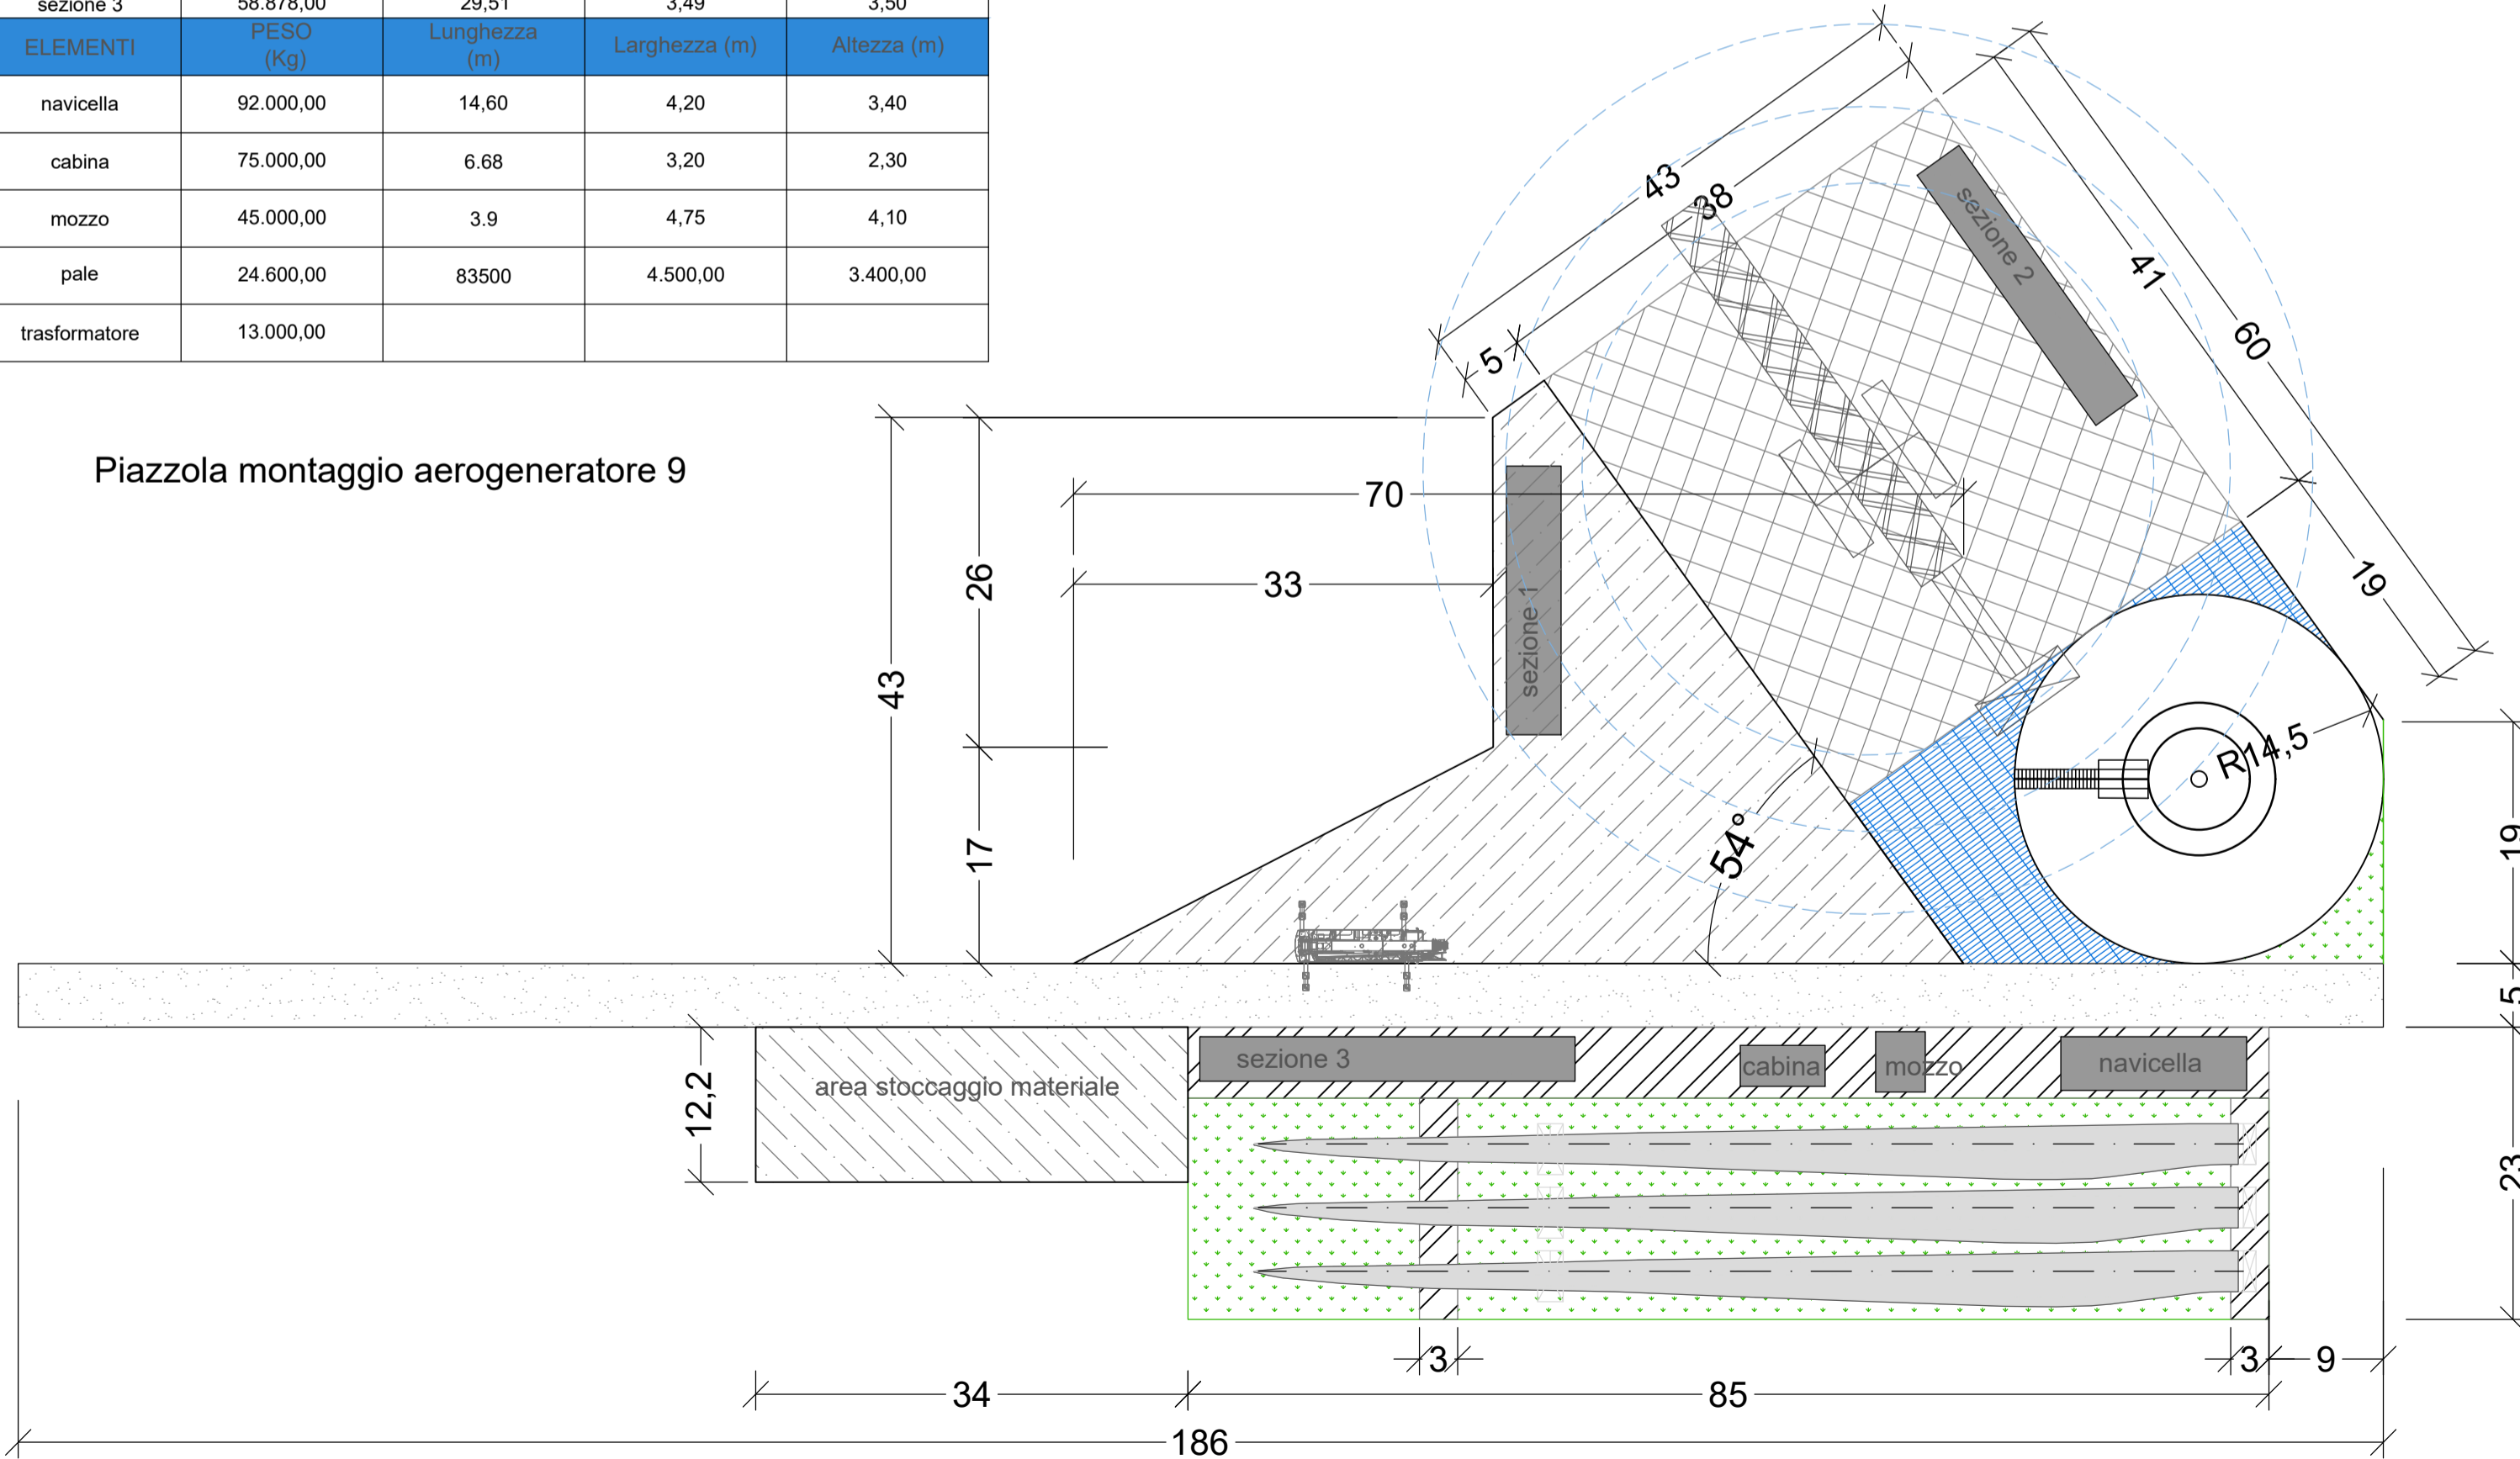 sezione 3 58.878,00 29,51 3,49 3,50
ELEMENTI PESO (Kg) Lunghezza (m) Larghezza (m) Altezza (m)
navicella 92.000,00 14,60 4,20 3,40
cabina 75.000,00 6.68 3,20 2,30
mozzo 45.000,00 3.9 4,75 4,10
pale 24.600,00 83500 4.500,00 3.400,00
trasformatore 13.000,00
Piazzola montaggio aerogeneratore 9
43
38
5
sezione 2
41
60
19
70
33
26
43
17
sezione 1
54°
R14,5
19
5
23
12,2
area stoccaggio materiale
sezione 3
cabina
mozzo
navicella
3
3
9
34
85
186